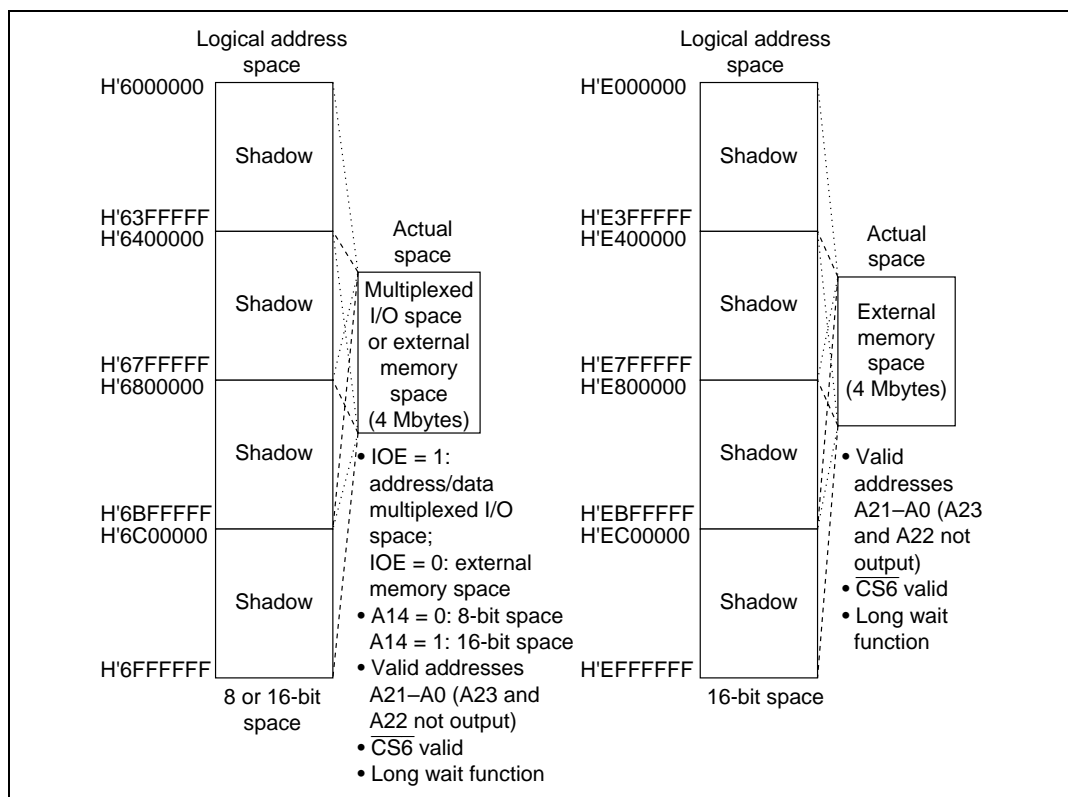 Logical address
space
H'6000000
Shadow
H'63FFFFF
H'6400000
Shadow
H'67FFFFF
H'6800000
Shadow
H'6BFFFFF
H'6C00000
Shadow
H'6FFFFFF
8 or 16-bit
space
Actual
space
Multiplexed
I/O space
or external
memory
space
(4 Mbytes)
• IOE = 1:
address/data
multiplexed I/O
space;
IOE = 0: external
memory space
• A14 = 0: 8-bit space
A14 = 1: 16-bit space
• Valid addresses
A21–A0 (A23 and
A22 not output)
• CS6 valid
• Long wait function
Logical address
space
H'E000000
Shadow
H'E3FFFFF
H'E400000
Shadow
H'E7FFFFF
H'E800000
Shadow
H'EBFFFFF
H'EC00000
Shadow
H'EFFFFFF
16-bit space
Actual
space
External
memory
space
(4 Mbytes)
• Valid
addresses
A21–A0 (A23
and A22 not
output)
• CS6 valid
• Long wait
function